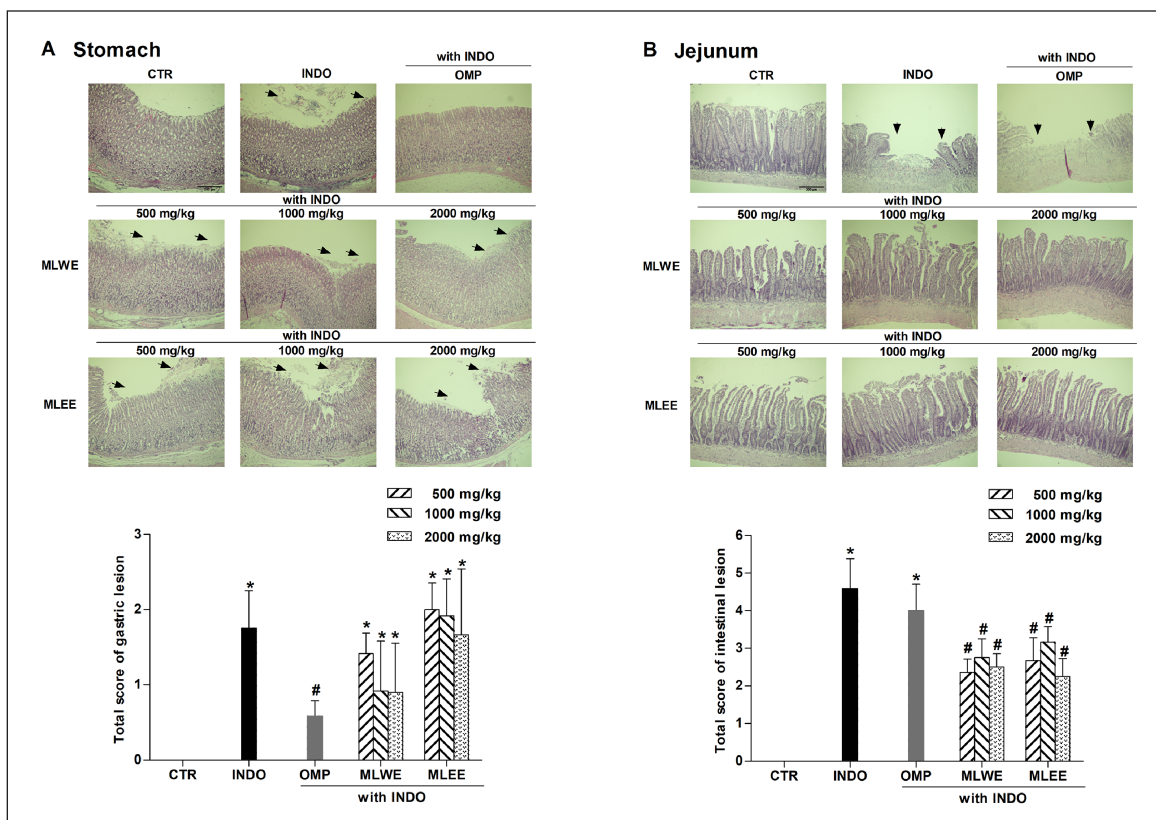 A Stomach
with INDO
CTR INDO OMP
with INDO
500 mg/kg 1000 mg/kg 2000 mg/kg
MLWE
with INDO
500 mg/kg 1000 mg/kg 2000 mg/kg
MLEE
500 mg/kg
1000 mg/kg
2000 mg/kg
Total score of gastric lesion
3
2
1
0
* # * * * * * *
CTR INDO OMP MLWE MLEE
with INDO
B Jejunum
with INDO
CTR INDO OMP
with INDO
500 mg/kg 1000 mg/kg 2000 mg/kg
MLWE
with INDO
500 mg/kg 1000 mg/kg 2000 mg/kg
MLEE
500 mg/kg
1000 mg/kg
2000 mg/kg
Total score of intestinal lesion
6
5
4
3
2
1
0
* * # # # # # #
CTR INDO OMP MLWE MLEE
with INDO